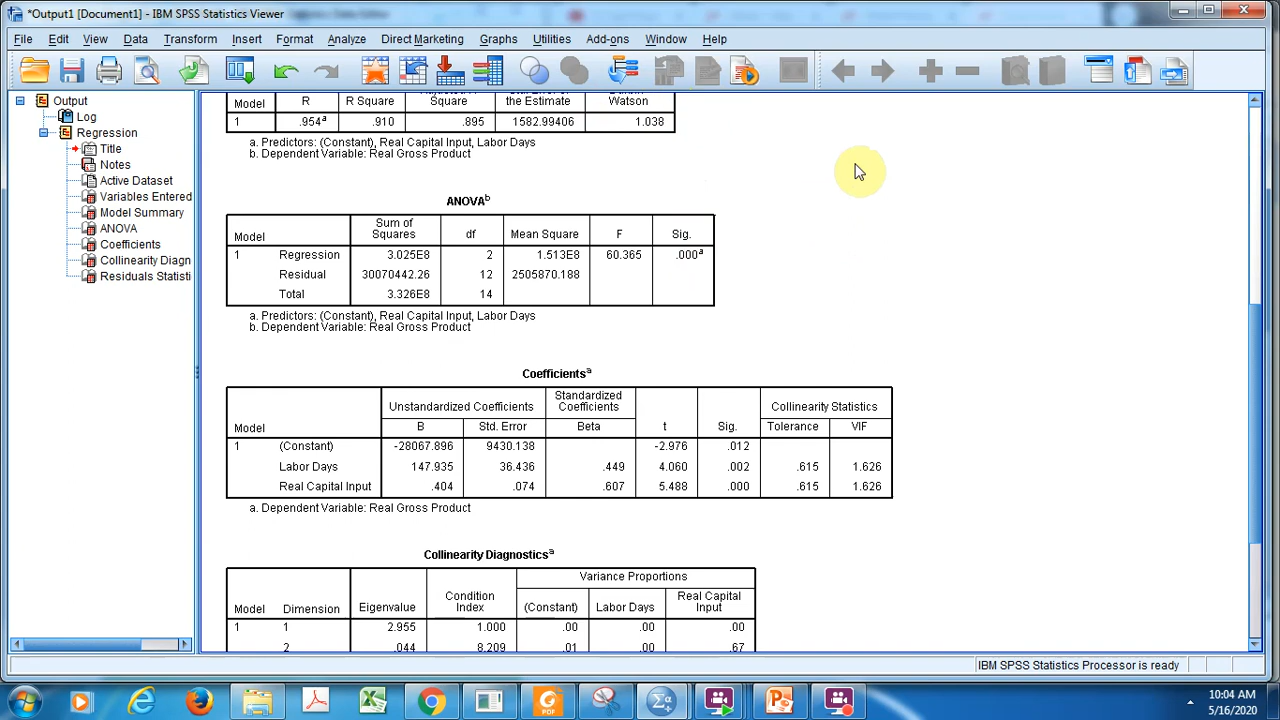 *Output1 [Document1] - IBM SPSS Statistics Viewer
File Edit View Data Transform Insert Format Analyze Direct Marketing Graphs Utilities Add-ons Window Help
Output
Log
Regression
Title
Notes
Active Dataset
Variables Entered
Model Summary
ANOVA
Coefficients
Collinearity Diagn
Residuals Statisti
Model R R Square Square the Estimate Watson
1 .954a .910 .895 1582.99406 1.038
a. Predictors: (Constant), Real Capital Input, Labor Days
b. Dependent Variable: Real Gross Product
ANOVAb
Model Sum of Squares df Mean Square F Sig.
1 Regression 3.025E8 2 1.513E8 60.365 .000a
Residual 30070442.26 12 2505870.188
Total 3.326E8 14
a. Predictors: (Constant), Real Capital Input, Labor Days
b. Dependent Variable: Real Gross Product
Coefficientsa
Unstandardized Coefficients Standardized Coefficients Collinearity Statistics
Model B Std. Error Beta t Sig. Tolerance VIF
1 (Constant) -28067.896 9430.138 -2.976 .012
Labor Days 147.935 36.436 .449 4.060 .002 .615 1.626
Real Capital Input .404 .074 .607 5.488 .000 .615 1.626
a. Dependent Variable: Real Gross Product
Collinearity Diagnosticsa
Variance Proportions
Model Dimension Eigenvalue Condition Index (Constant) Labor Days Real Capital Input
1 1 2.955 1.000 .00 .00 .00
2 .044 8.209 .01 .00 .67
IBM SPSS Statistics Processor is ready
PDF
10:04 AM
5/16/2020